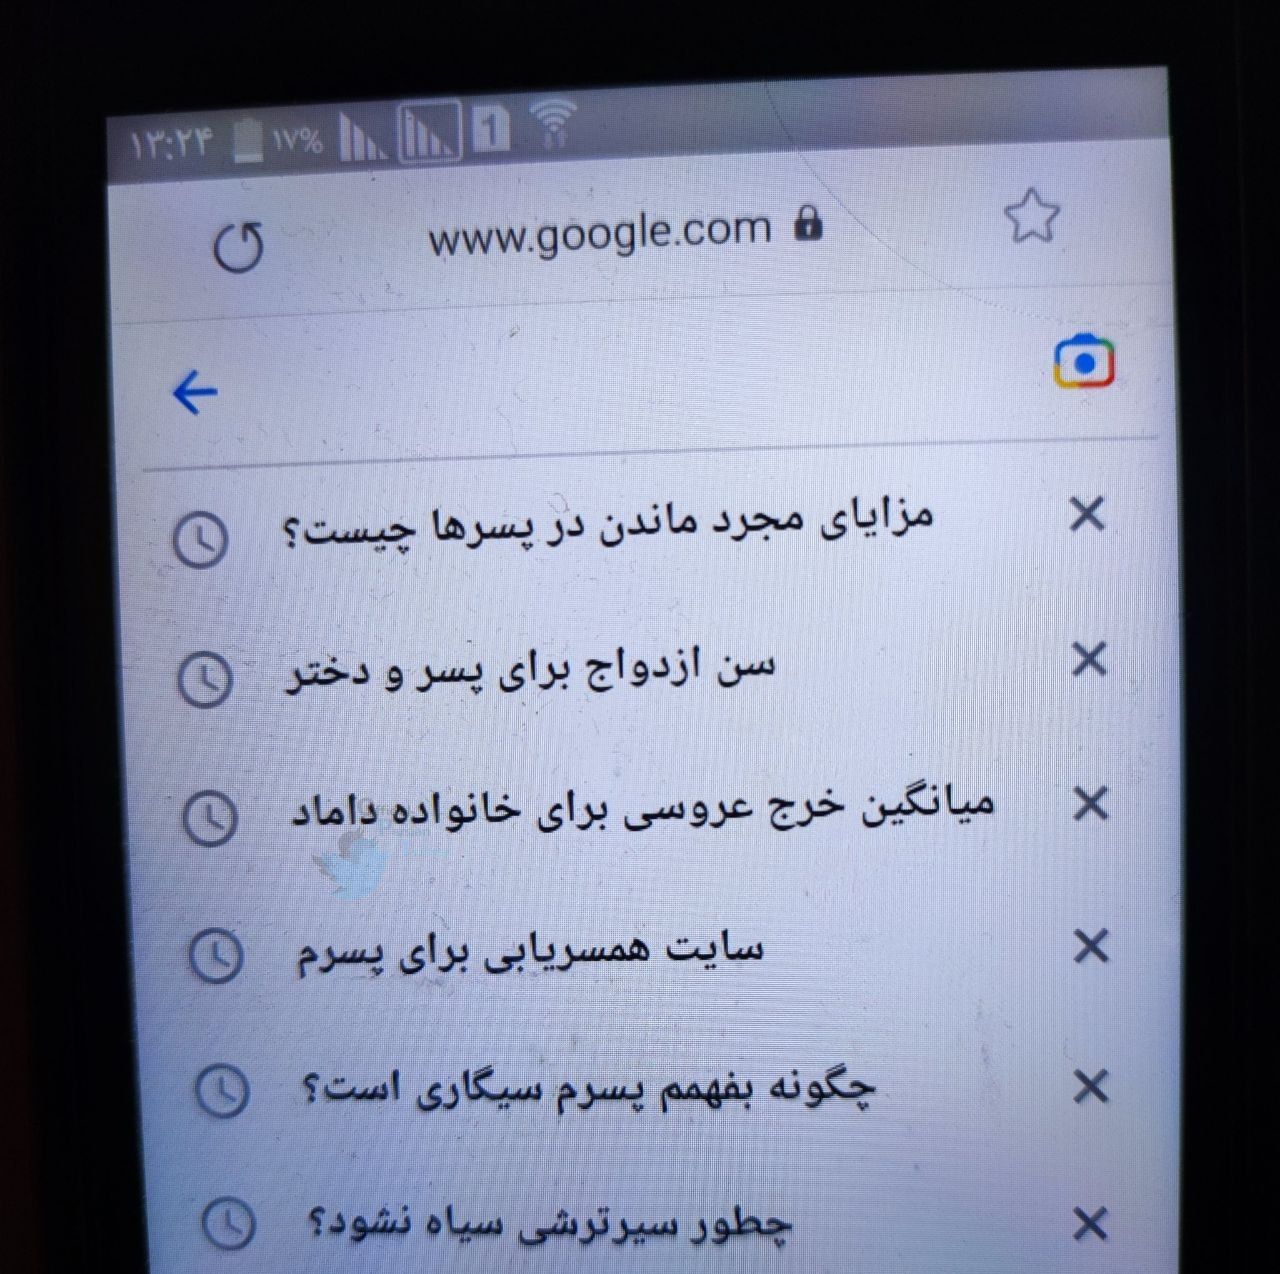 ۱۳:۲۴ ۱۷% 1
www.google.com
مزایای مجرد ماندن در پسرها چیست؟
سن ازدواج برای پسر و دختر
میانگین خرج عروسی برای خانواده داماد
سایت همسریابی برای پسرم
چگونه بفهمم پسرم سیگاری است؟
چطور سیرترشی سیاه نشود؟